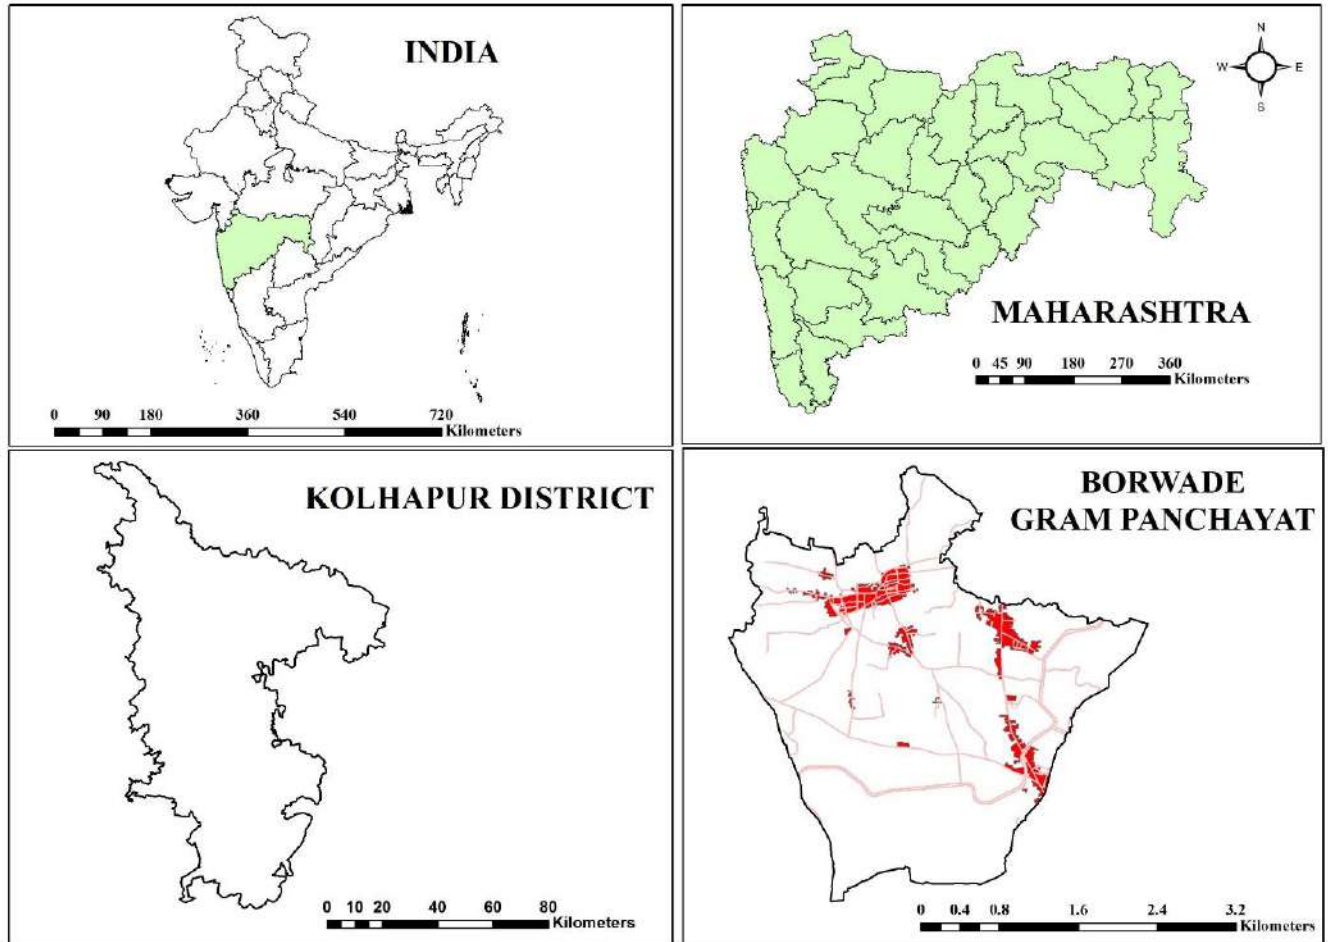 INDIA
0 90 180 360 540 720
Kilometers
N
W E
S
MAHARASHTRA
0 45 90 180 270 360
Kilometers
KOLHAPUR DISTRICT
0 10 20 40 60 80
Kilometers
BORWADE
GRAM PANCHAYAT
0 0.4 0.8 1.6 2.4 3.2
Kilometers